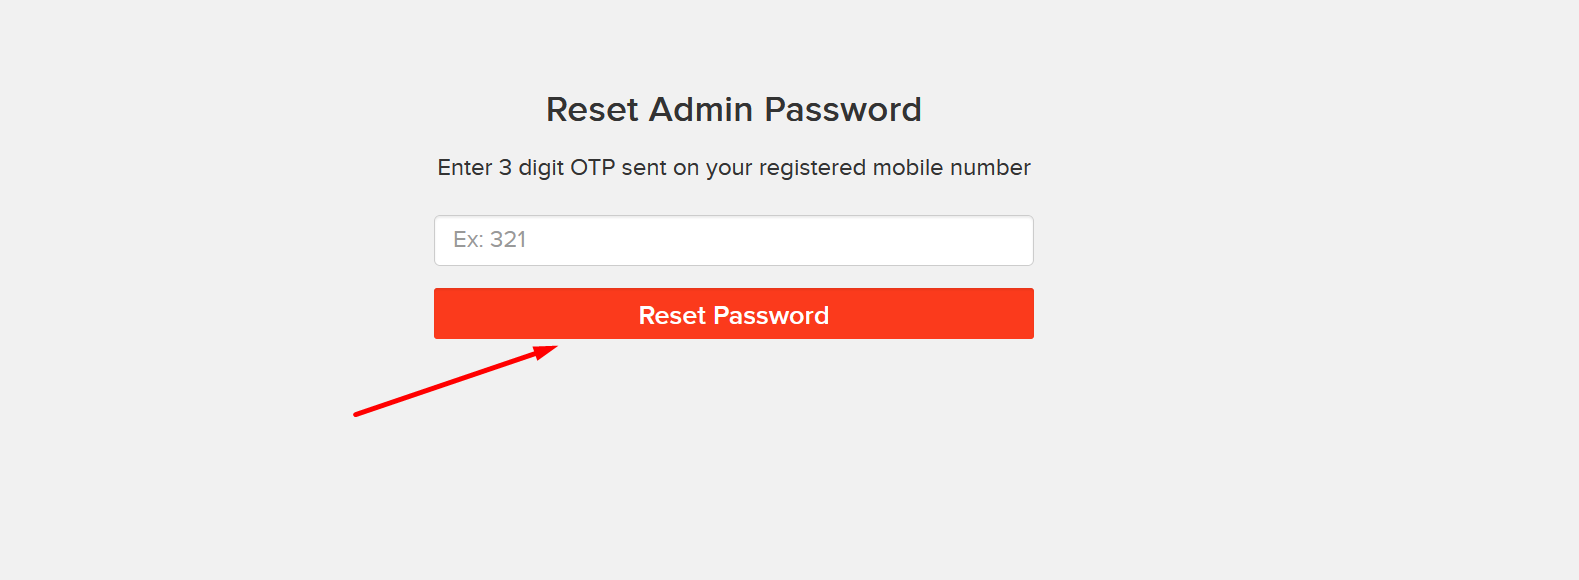 Reset Admin Password
Enter 3 digit OTP sent on your registered mobile number
Ex: 321
Reset Password